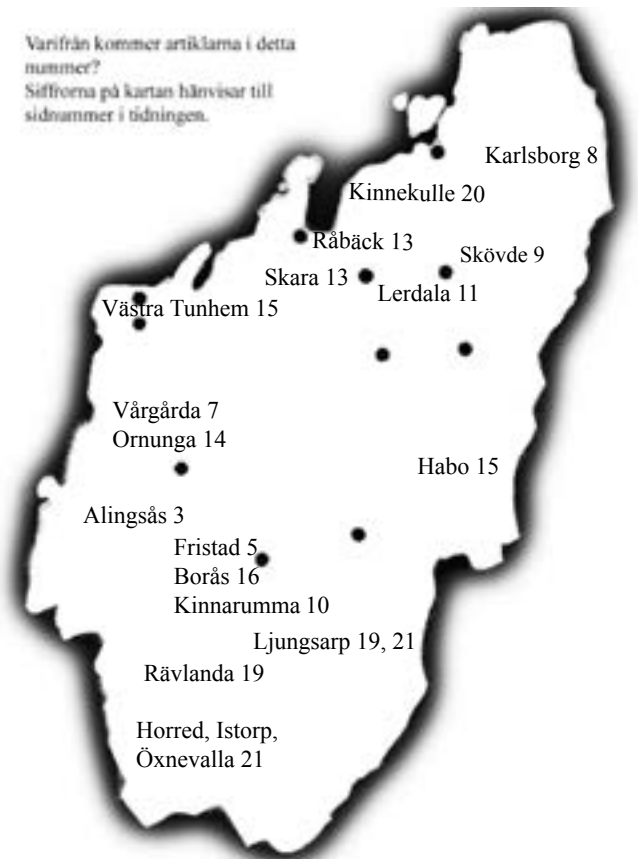 Varifrån kommer artiklarna i detta
nummer?
Siffrorna på kartan hänvisar till
sidnummer i tidningen.
Karlsborg 8
Kinnekulle 20
Råbäck 13
Skövde 9
Skara 13
Lerdala 11
Västra Tunhem 15
Vårgårda 7
Ornunga 14
Habo 15
Alingsås 3
Fristad 5
Borås 16
Kinnarumma 10
Ljungsarp 19, 21
Rävlanda 19
Horred, Istorp,
Öxnevalla 21